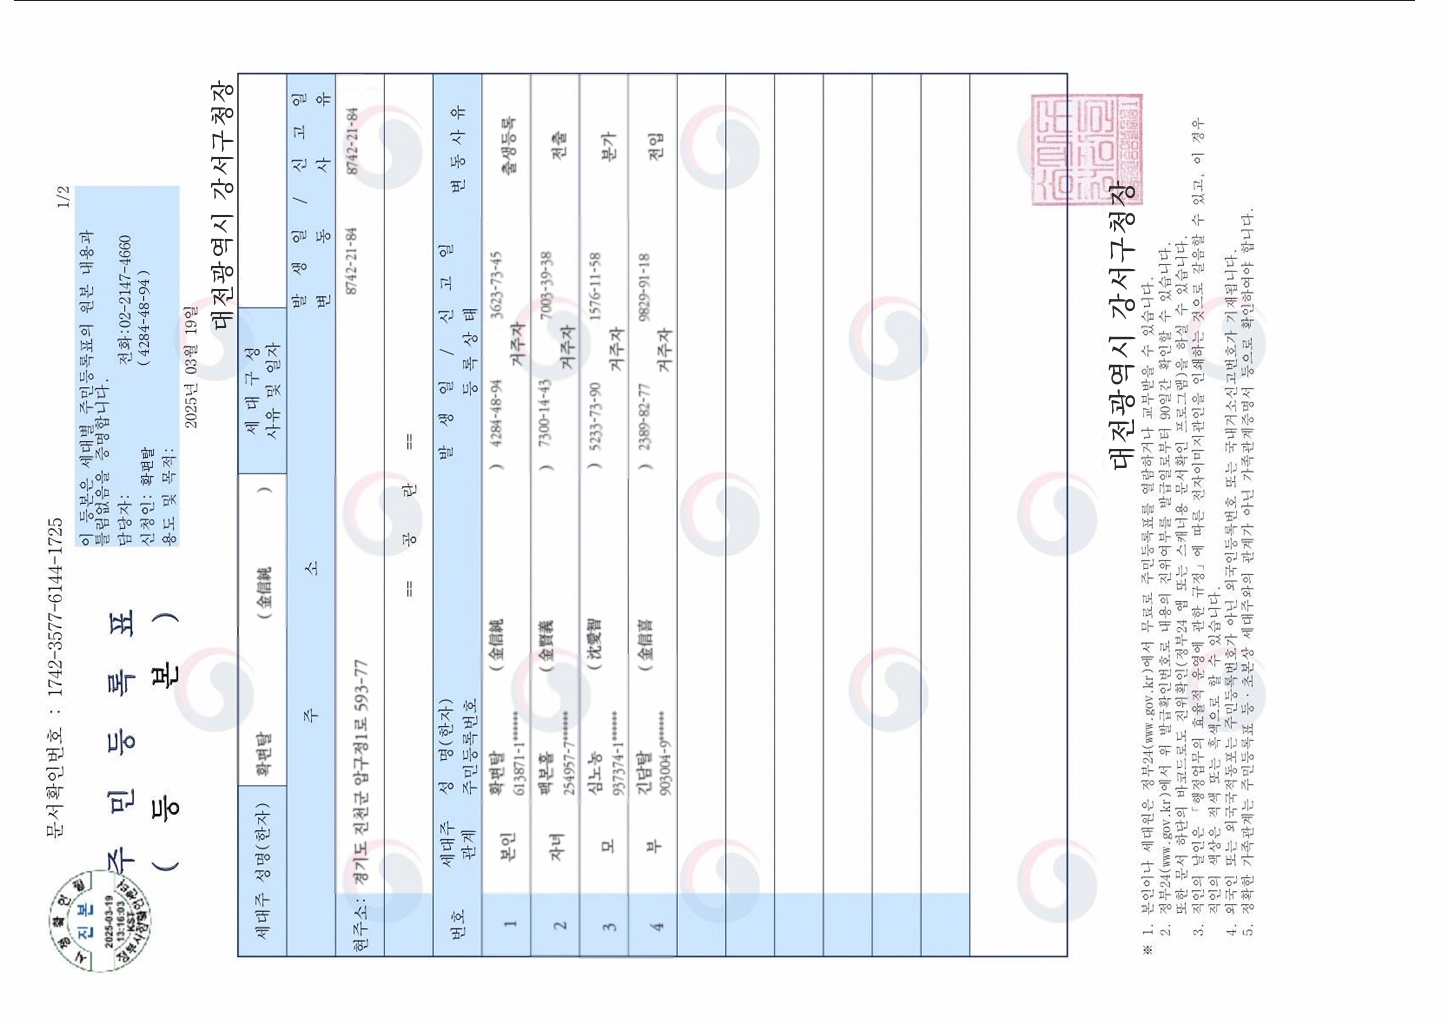 문서확인번호 : 1742-3577-6144-1725
1/2
주 민 등 록 표
( 등 본 )
이 등본은 세대별 주민등록표의 원본 내용과
틀림없음을 증명합니다.
담당자: 전화:02-2147-4660
신청인: 확편탈 (4284-48-94)
용도 및 목적:
2025년 03월 19일
대전광역시 강서구청장
시점확인필
진본
2025-03-19
13:16:03
KST
세대주 성명(한자) 확편탈 (金信純 ) 세 대 구 성
사유 및 일자
주 소 발 생 일 / 신 고 일
변 동 사 유
현주소: 경기도 진천군 압구정1로 593-77 8742-21-84 8742-21-84
== 공 란 ==
번호 세대주
관계 성 명(한자)
주민등록번호 발 생 일 / 신 고 일
등 록 상 태 변 동 사 유
1 본인 확편탈 (金信純 ) 4284-48-94 3623-73-45 출생등록
613871-1****** 거주자
2 자녀 팩본홀 (金賢義 ) 7300-14-43 7003-39-38 전출
254957-7****** 거주자
3 모 심노농 (沈愛智 ) 5233-73-90 1576-11-58 분가
937374-1****** 거주자
4 부 긴담탈 (金信喜 ) 2389-82-77 9829-91-18 전입
903004-9****** 거주자
대전광역시 강서구청장
※ 1. 본인이나 세대원은 정부24(www.gov.kr)에서 무료로 주민등록표를 열람하거나 교부받을 수 있습니다.
2. 정부24(www.gov.kr)에서 위 발급확인번호로 내용의 진위여부를 발급일로부터 90일간 확인할 수 있습니다.
또한 문서 하단의 바코드로도 진위확인(정부24 앱 또는 스캐너용 문서확인 프로그램)을 하실 수 있습니다.
3. 직인의 날인은 「행정업무의 효율적 운영에 관한 규정」에 따른 전자이미지관인을 인쇄하는 것으로 갈음할 수 있고, 이 경우
직인의 색상은 적색 또는 흑색으로 할 수 있습니다.
4. 외국인 또는 외국국적동포는 주민등록번호가 아닌 외국인등록번호 또는 국내거소신고번호가 기재됩니다.
5. 정확한 가족관계는 주민등록표 등·초본상 세대주와의 관계가 아닌 가족관계증명서 등으로 확인하여야 합니다.